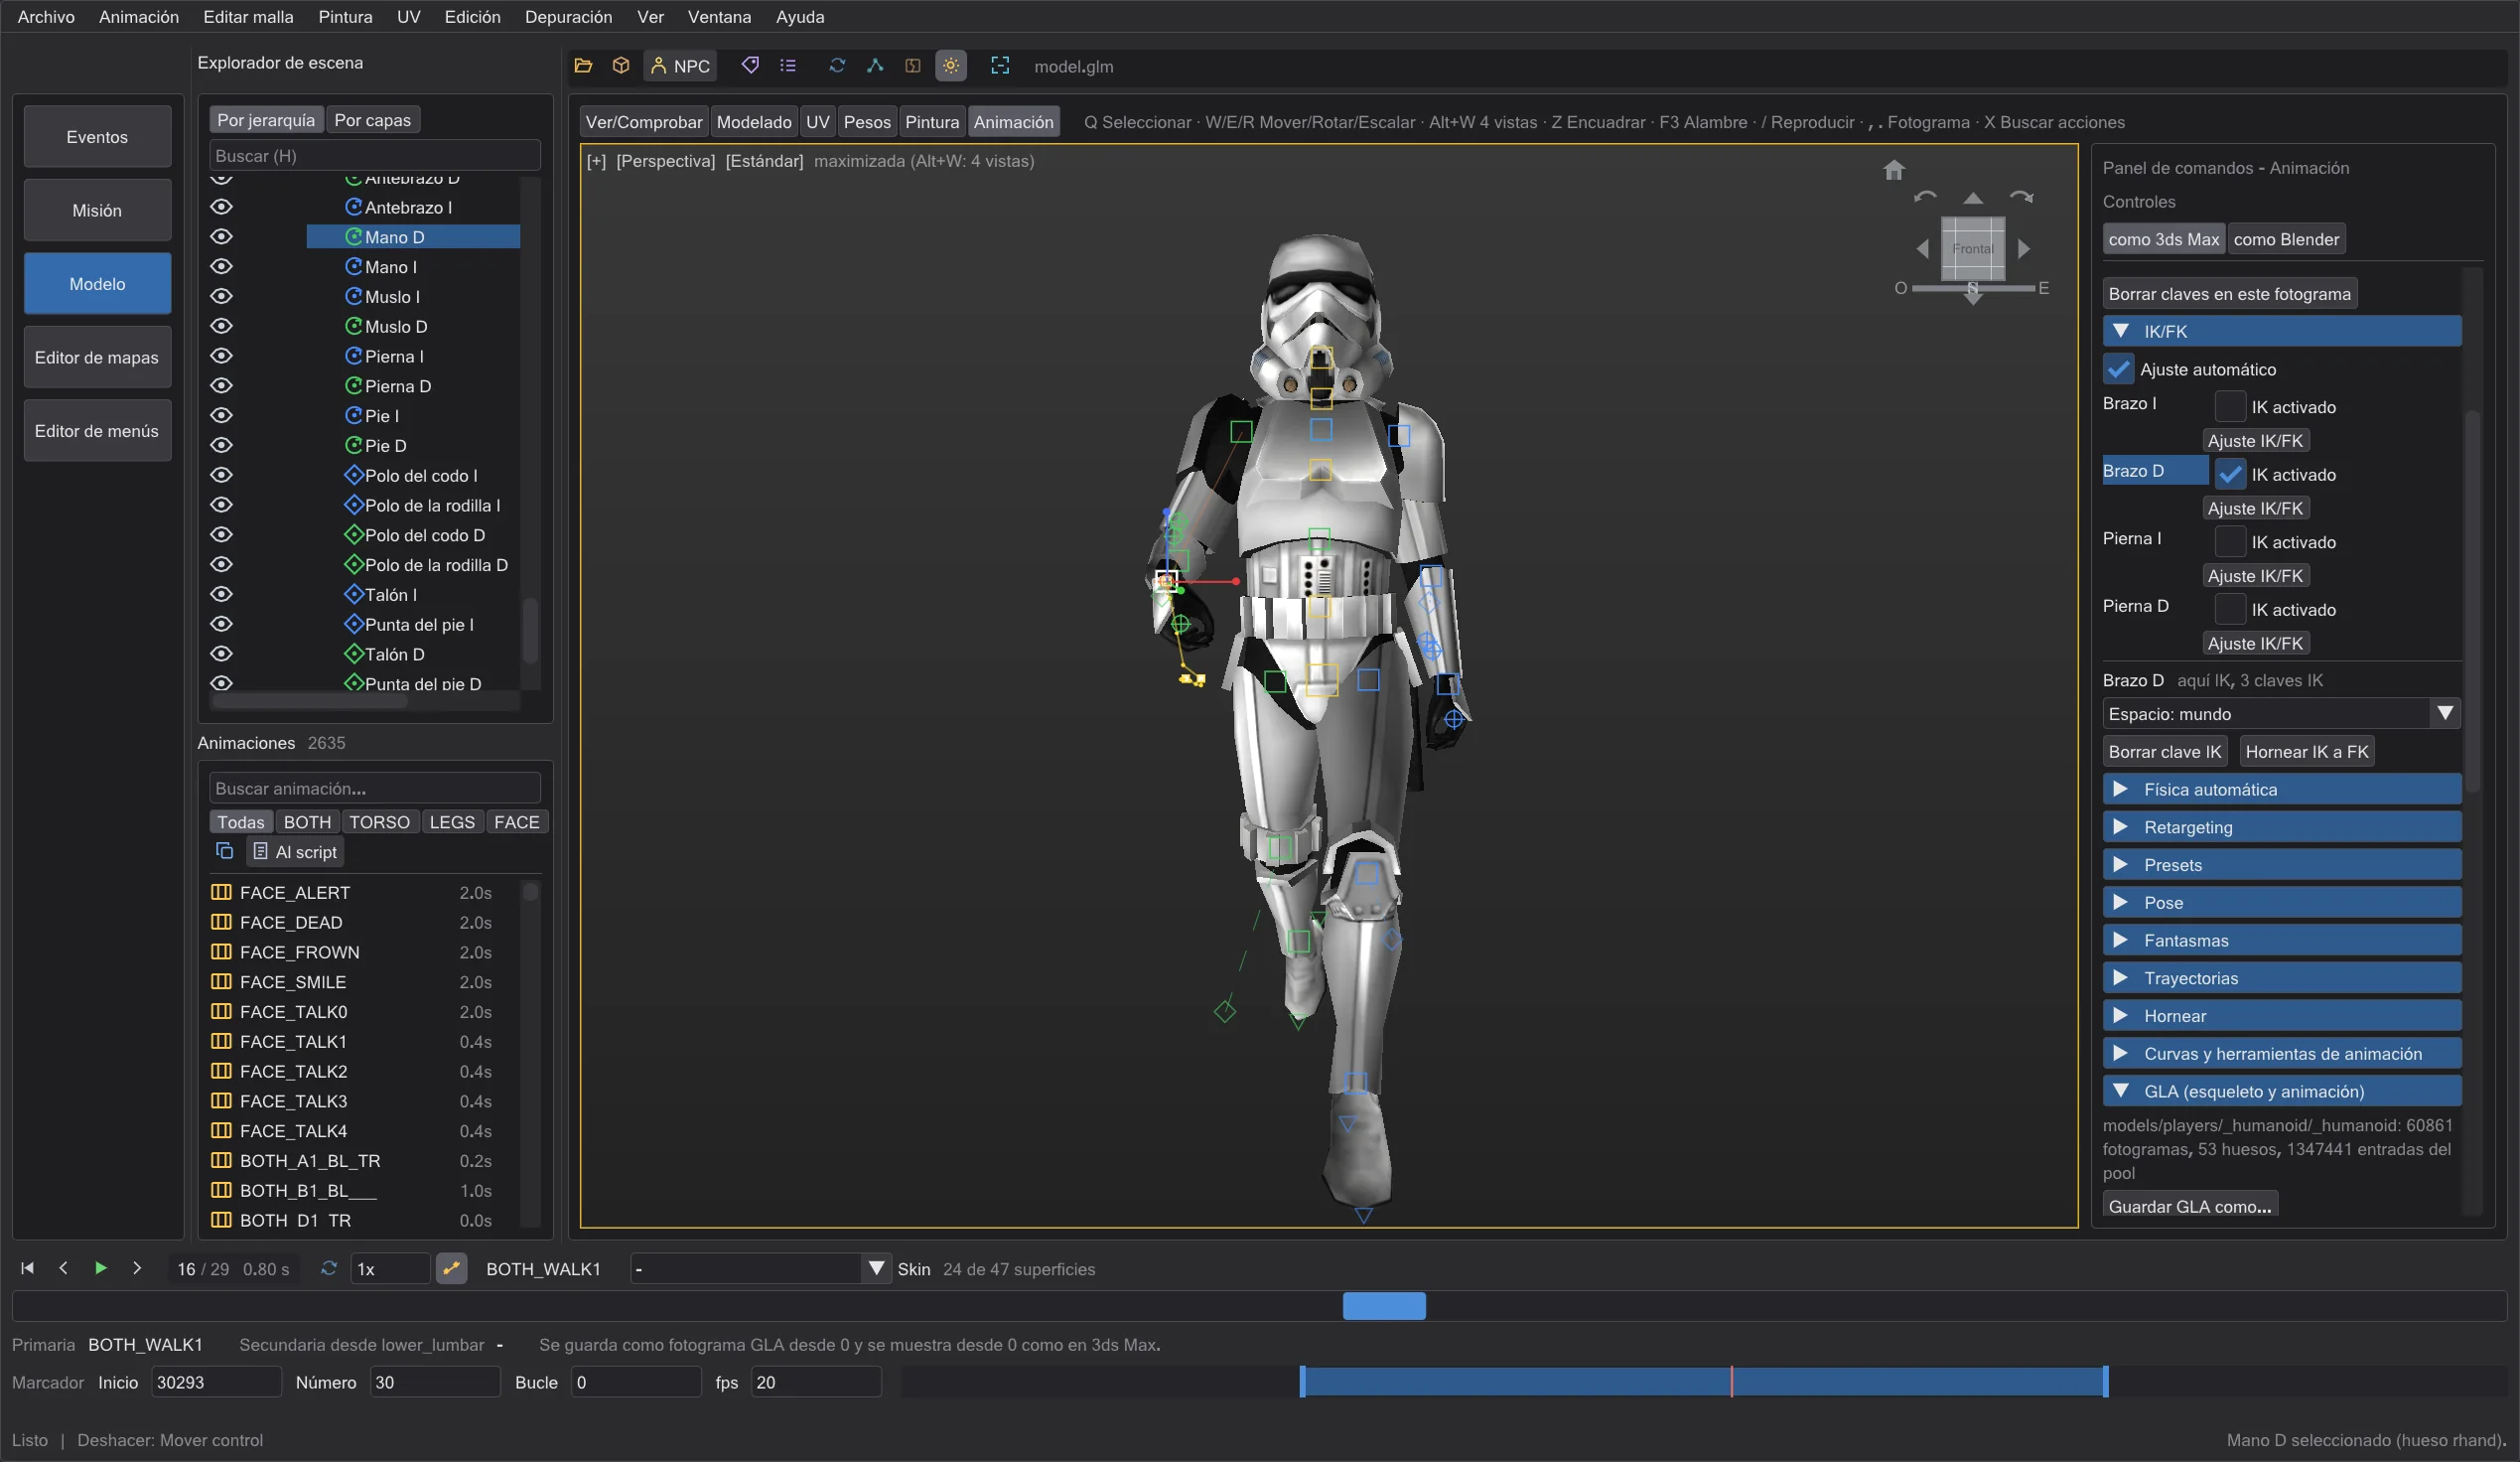 Archivo Animación Editar malla Pintura UV Edición Depuración Ver Ventana Ayuda
Explorador de escena
NPC model.glm
Eventos
Misión
Modelo
Editor de mapas
Editor de menús
Por jerarquía Por capas
Buscar (H)
Antebrazo D
Antebrazo I
Mano D
Mano I
Muslo I
Muslo D
Pierna I
Pierna D
Pie I
Pie D
Polo del codo I
Polo de la rodilla I
Polo del codo D
Polo de la rodilla D
Talón I
Punta del pie I
Talón D
Punta del pie D
Animaciones 2635
Buscar animación...
Todas BOTH TORSO LEGS FACE
Al script
FACE_ALERT 2.0s
FACE_DEAD 2.0s
FACE_FROWN 2.0s
FACE_SMILE 2.0s
FACE_TALK0 2.0s
FACE_TALK1 0.4s
FACE_TALK2 0.4s
FACE_TALK3 0.4s
FACE_TALK4 0.4s
BOTH_A1_BL_TR 0.2s
BOTH_B1_BL___ 1.0s
BOTH D1 TR 0.0s
Ver/Comprobar Modelado UV Pesos Pintura Animación Q Seleccionar · W/E/R Mover/Rotar/Escalar · Alt+W 4 vistas · Z Encuadrar · F3 Alambre · / Reproducir · , . Fotograma · X Buscar acciones
[+] [Perspectiva] [Estándar] maximizada (Alt+W: 4 vistas)
Frontal
O S E
Panel de comandos - Animación
Controles
como 3ds Max como Blender
Borrar claves en este fotograma
IK/FK
Ajuste automático
Brazo I IK activado
Ajuste IK/FK
Brazo D IK activado
Ajuste IK/FK
Pierna I IK activado
Ajuste IK/FK
Pierna D IK activado
Ajuste IK/FK
Brazo D aquí IK, 3 claves IK
Espacio: mundo
Borrar clave IK Hornear IK a FK
Física automática
Retargeting
Presets
Pose
Fantasmas
Trayectorias
Hornear
Curvas y herramientas de animación
GLA (esqueleto y animación)
models/players/_humanoid/_humanoid: 60861
fotogramas, 53 huesos, 1347441 entradas del
pool
Guardar GLA como...
16 / 29 0.80 s 1x BOTH_WALK1 - Skin 24 de 47 superficies
Primaria BOTH_WALK1 Secundaria desde lower_lumbar - Se guarda como fotograma GLA desde 0 y se muestra desde 0 como en 3ds Max.
Marcador Inicio 30293 Número 30 Bucle 0 fps 20
Listo | Deshacer: Mover control
Mano D seleccionado (hueso rhand).